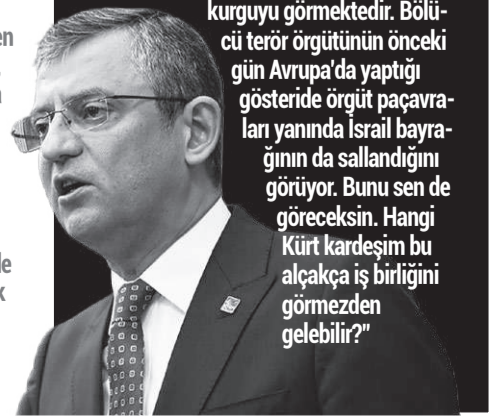 kurguyu görmektedir. Bölü-
cü terör örgütünün önceki
gün Avrupa'da yaptığı
gösteride örgüt paçavra-
ları yanında İsrail bayra-
ğının da sallandığını
görüyor. Bunu sen de
göreceksin. Hangi
Kürt kardeşim bu
alçakça iş birliğini
görmezden
gelebilir?"
en
k